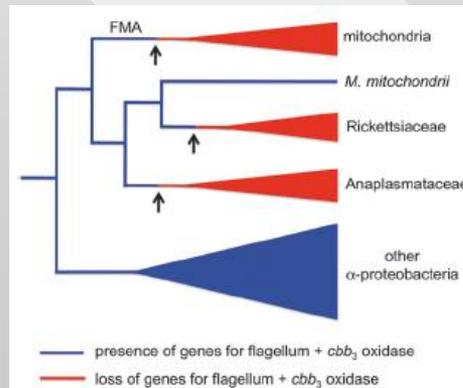 FMA
mitochondria
M. mitochondrii
Rickettsiaceae
Anaplasmataceae
other
α-proteobacteria
presence of genes for flagellum + cbb₃ oxidase
loss of genes for flagellum + cbb₃ oxidase